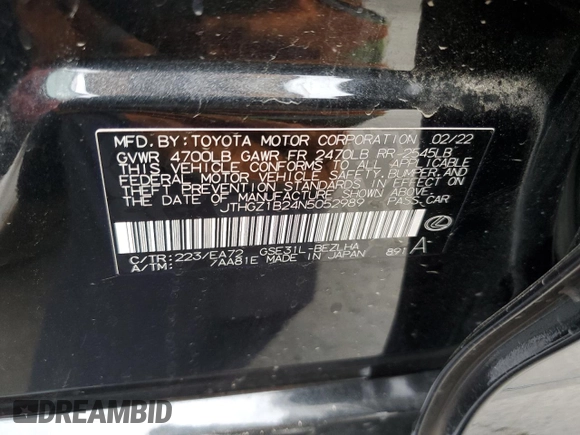 MFD. BY: TOYOTA MOTOR CORPORATION 02/22
GVWR 4700LB GAWR FR 2470LB RR 2545LB
THIS VEHICLE CONFORMS TO ALL APPLICABLE
FEDERAL MOTOR VEHICLE SAFETY, BUMPER, AND
THEFT PREVENTION STANDARDS IN EFFECT ON
THE DATE OF MANUFACTURE SHOWN ABOVE.
JTHGZ1B24N5052989 PASS. CAR
C/TR: 223/EA72 GSE31L-BEZLHA A
A/TM: /AA81E MADE IN JAPAN 891
DREAMBID